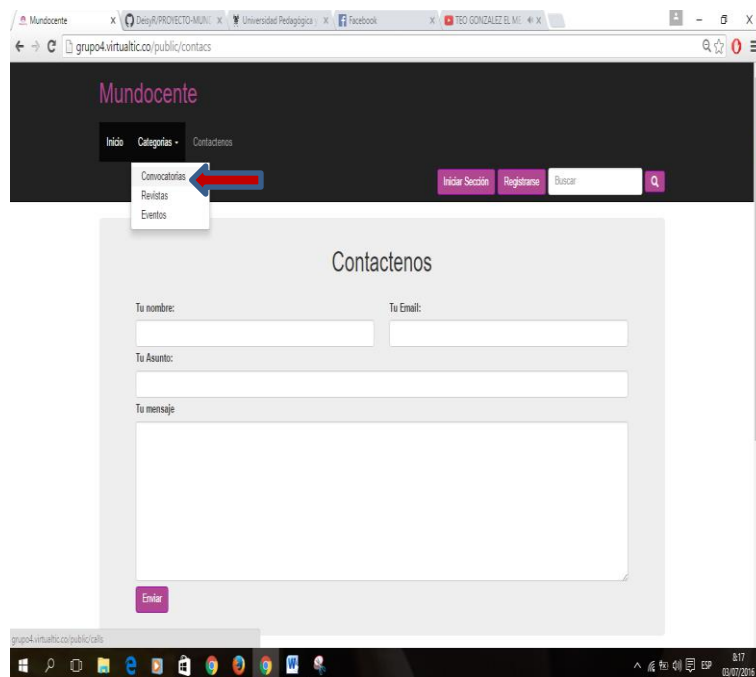 Mundocente
DeisyR/PROYECTO-MUN
Universidad Pedagógica
Facebook
TEO GONZALEZ EL ME
grupo4.virtualtic.co/public/contacs
Mundocente
Inicio Categorias Contactenos
Convocatorias
Revistas
Eventos
Iniciar Sección Registrarse Buscar
Contactenos
Tu nombre: Tu Email:
Tu Asunto:
Tu mensaje
Enviar
grupo4.virtualtic.co/public/calls
ESP 8:17
03/07/2016